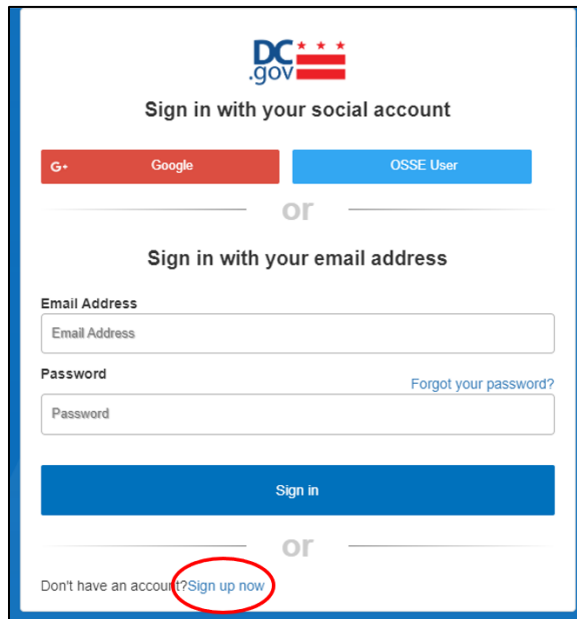 DC
.gov
Sign in with your social account
G+ Google
OSSE User
or
Sign in with your email address
Email Address
Email Address
Password
Forgot your password?
Password
Sign in
or
Don't have an account?Sign up now